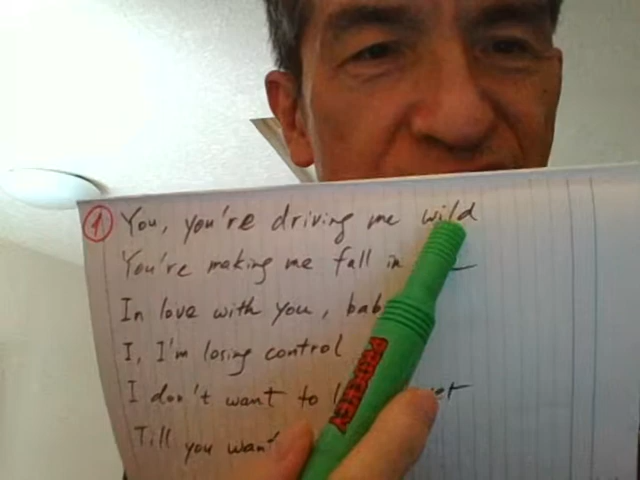 1 You, you're driving me wild
You're making me fall in
In love with you,
I, I'm losing control
I don't want to
Till you want